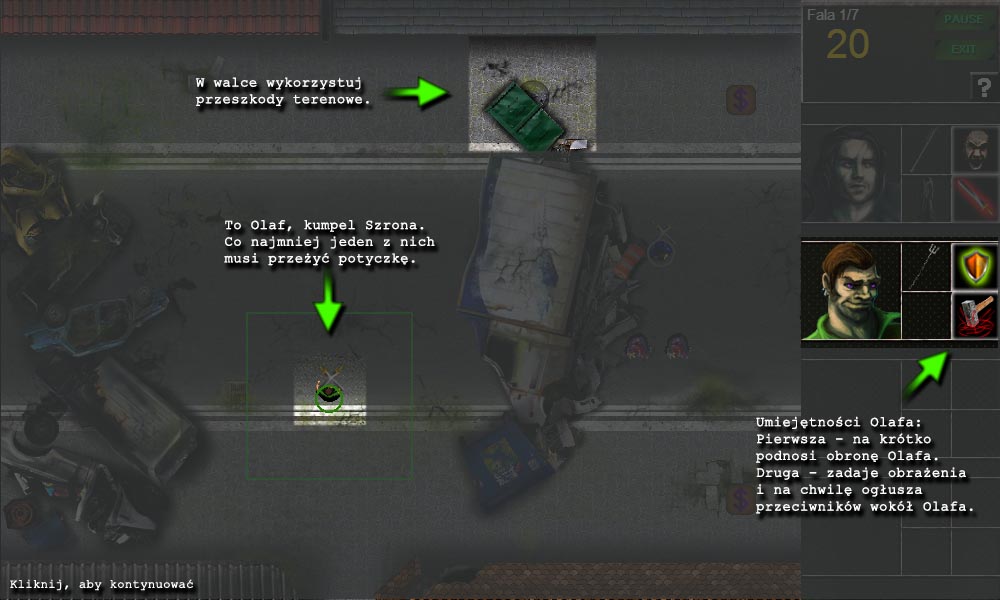 Fala 1/7
20
PAUSE
EXIT
?
W walce wykorzystuj
przeszkody terenowe.
To Olaf, kumpel Szrona.
Co najmniej jeden z nich
musi przeżyć potyczkę.
Umiejętności Olafa:
Pierwsza - na krótko
podnosi obronę Olafa.
Druga - zadaje obrażenia
i na chwilę ogłusza
przeciwników wokół Olafa.
Kliknij, aby kontynuować